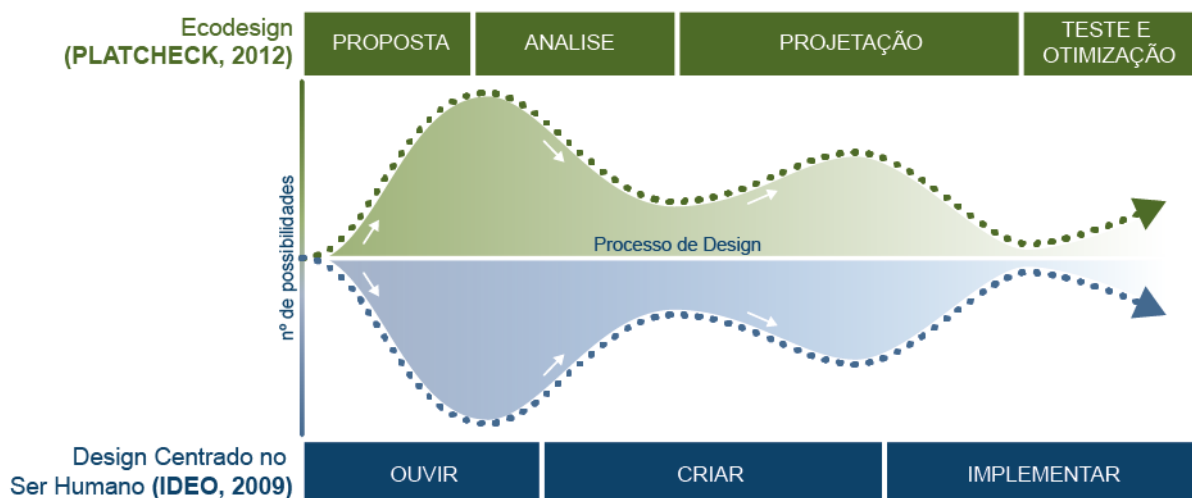 Ecodesign
(PLATCHECK, 2012)
PROPOSTA
ANALISE
PROJETAÇÃO
TESTE E
OTIMIZAÇÃO
nº de possibilidades
Processo de Design
Design Centrado no
Ser Humano (IDEO, 2009)
OUVIR
CRIAR
IMPLEMENTAR